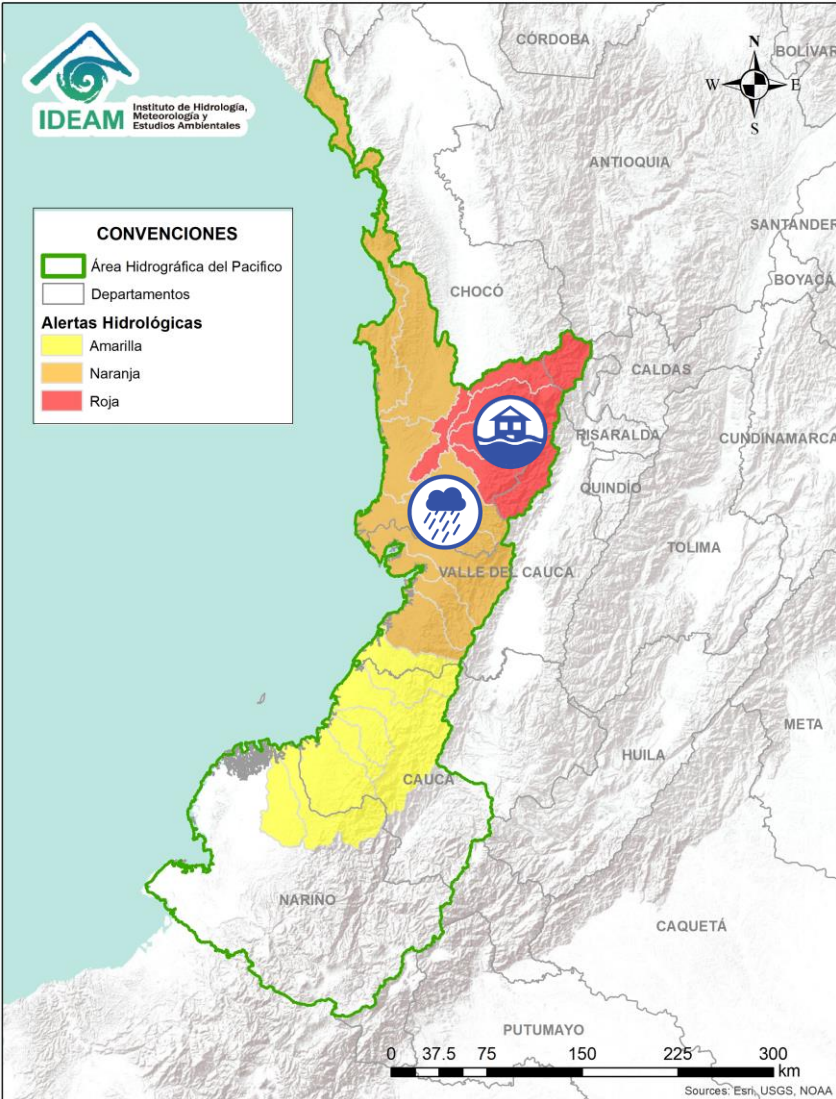 IDEAM
Instituto de Hidrología,
Meteorología y
Estudios Ambientales
N
W
E
S
CÓRDOBA
BOLÍVAR
ANTIOQUIA
SANTANDER
BOYACÁ
CONVENCIONES
Área Hidrográfica del Pacifico
Departamentos
Alertas Hidrológicas
Amarilla
Naranja
Roja
CHOCÓ
CALDAS
RISARALDA
CUNDINAMARCA
QUINDÍO
TOLIMA
VALLE DEL CAUCA
META
HUILA
CAUCA
NARIÑO
CAQUETÁ
PUTUMAYO
0 37.5 75 150 225 300
km
Sources: Esri, USGS, NOAA